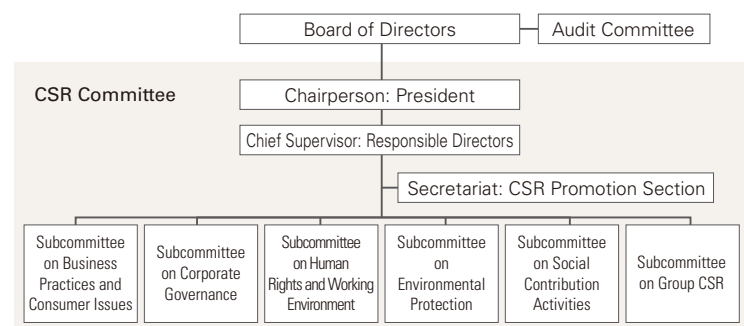 Board of Directors
Audit Committee
CSR Committee
Chairperson: President
Chief Supervisor: Responsible Directors
Secretariat: CSR Promotion Section
Subcommittee
on Business
Practices and
Consumer Issues
Subcommittee
on Corporate
Governance
Subcommittee
on Human
Rights and Working
Environment
Subcommittee
on
Environmental
Protection
Subcommittee
on Social
Contribution
Activities
Subcommittee
on Group CSR